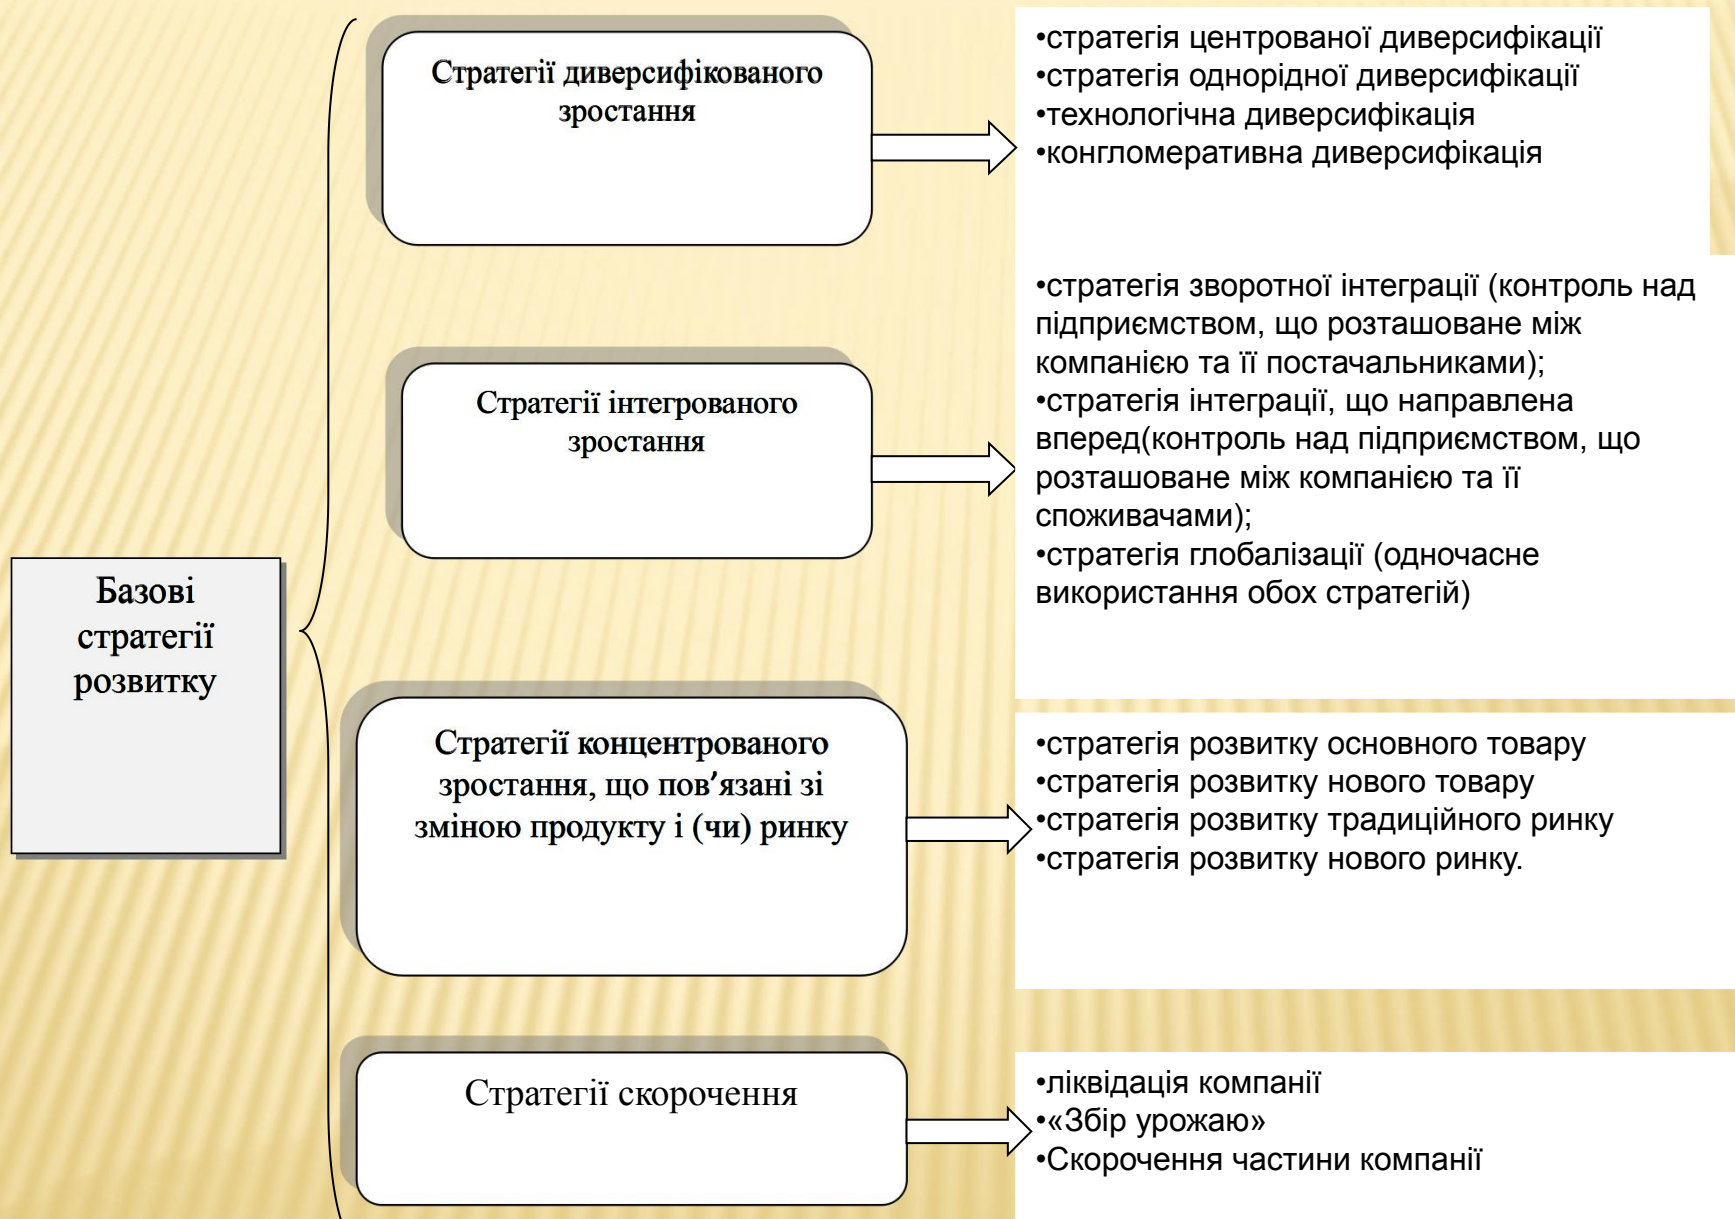 Базові
стратегії
розвитку
Стратегії диверсифікованого
зростання
•стратегія центрованої диверсифікації
•стратегія однорідної диверсифікації
•технологічна диверсифікація
•конгломеративна диверсифікація
Стратегії інтегрованого
зростання
•стратегія зворотної інтеграції (контроль над
підприємством, що розташоване між
компанією та її постачальниками);
•стратегія інтеграції, що направлена
вперед(контроль над підприємством, що
розташоване між компанією та її
споживачами);
•стратегія глобалізації (одночасне
використання обох стратегій)
Стратегії концентрованого
зростання, що пов’язані зі
зміною продукту і (чи) ринку
•стратегія розвитку основного товару
•стратегія розвитку нового товару
•стратегія розвитку традиційного ринку
•стратегія розвитку нового ринку.
Стратегії скорочення
•ліквідація компанії
•«Збір урожаю»
•Скорочення частини компанії